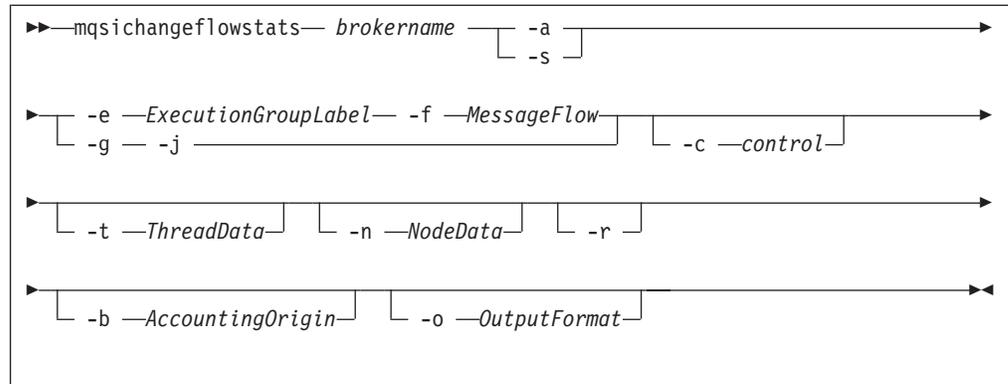 mqsichangeflowstats brokername -a
-s
-e ExecutionGroupLabel -f MessageFlow
-g -j
-c control
-t ThreadData
-n NodeData
-r
-b AccountingOrigin
-o OutputFormat